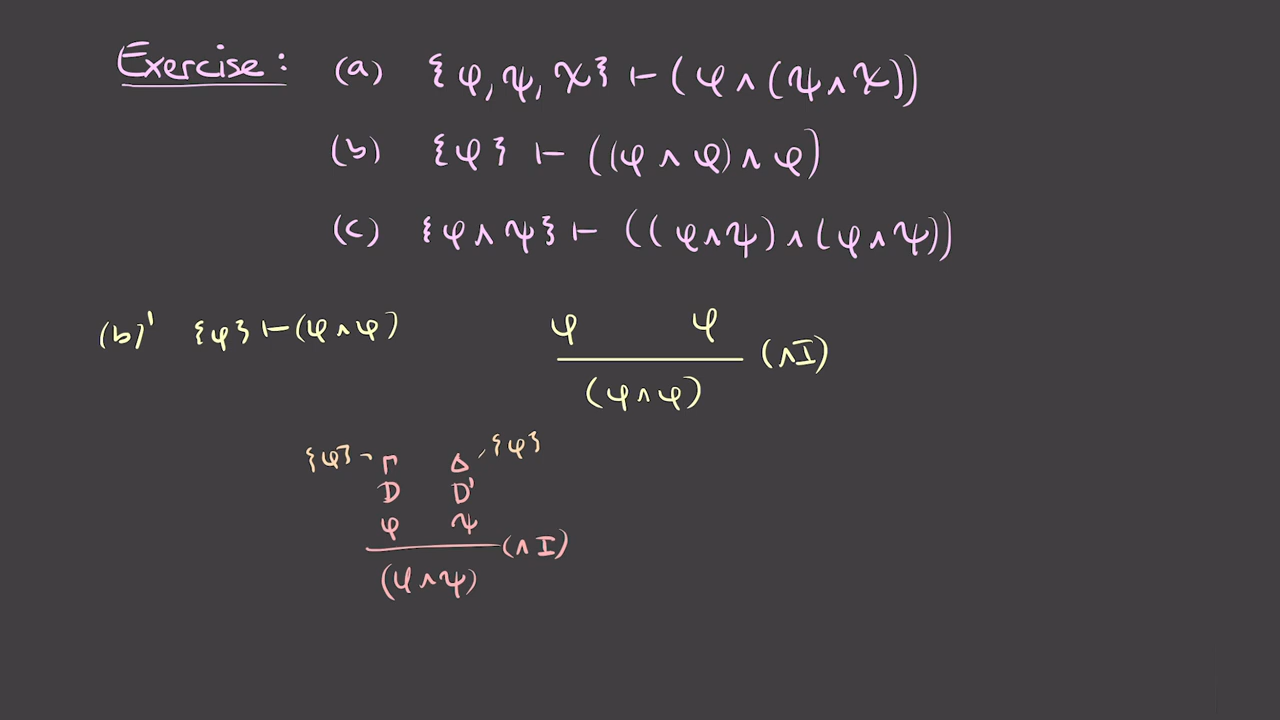 Exercise: (a) {φ, ψ, χ} ⊢ (φ ∧ (ψ ∧ χ))
(b) {φ} ⊢ ((φ ∧ φ) ∧ φ)
(c) {φ ∧ ψ} ⊢ ((φ ∧ ψ) ∧ (φ ∧ ψ))
(b)' {φ} ⊢ (φ ∧ φ)
φ φ
(∧I)
(φ ∧ φ)
{φ} Γ Δ {φ}
D D'
φ ψ
(∧I)
(φ ∧ ψ)